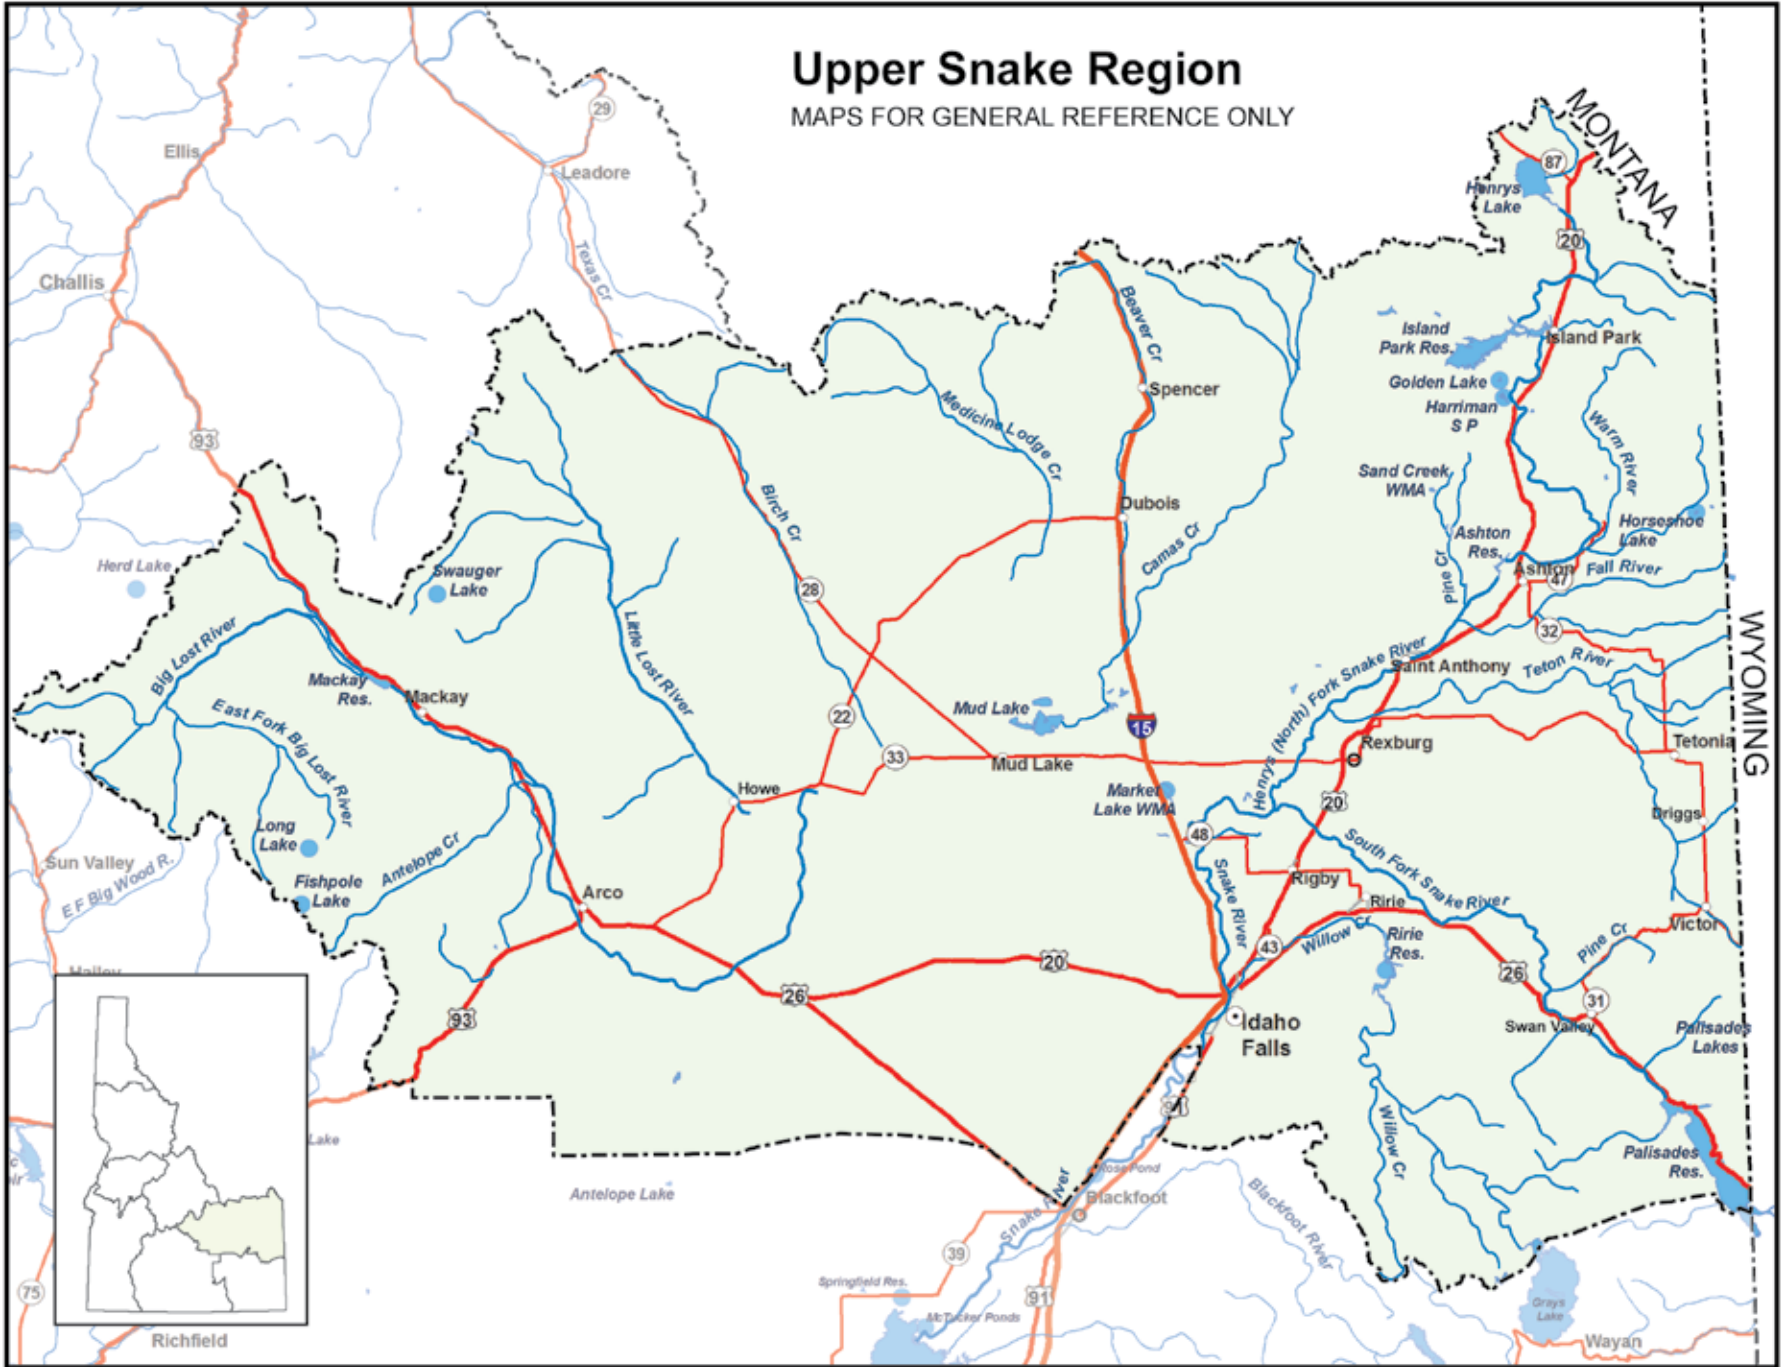 Upper Snake Region
MAPS FOR GENERAL REFERENCE ONLY
29
Ellis
Leadore
MONTANA
87
Henrys
Lake
20
Texas Cr
Challis
Beaver Cr
Island
Park Res.
Island Park
Spencer
Golden Lake
Harriman
S P
Medicine Lodge Cr
Warm River
93
Sand Creek
WMA
Birch Cr
Dubois
Horseshoe
Lake
Ashton
Res.
Camas Cr
Herd Lake
Swauger
Lake
Pine Cr
Ashton
47
Fall River
28
Little Lost River
32
WYOMING
Big Lost River
Henrys (North) Fork Snake River
Saint Anthony
Teton River
Mackay
Res.
Mackay
East Fork Big Lost River
22
Mud Lake
15
33
Mud Lake
Rexburg
Tetonia
Howe
Market
Lake WMA
20
Driggs
Long
Lake
48
South Fork Snake River
Sun Valley
E F Big Wood R.
Antelope Cr
Snake River
Fishpole
Lake
Arco
Rigby
Ririe
Victor
Willow Cr
Ririe
Res.
Pine Cr
43
20
26
Hailey
26
31
93
Idaho
Falls
Swan Valley
Palisades
Lakes
91
Willow Cr
Lake
Palisades
Res.
Rose Pond
Antelope Lake
Blackfoot
Snake River
Blackfoot River
39
Springfield Res.
91
75
McTucker Ponds
Grays
Lake
Richfield
Wayan